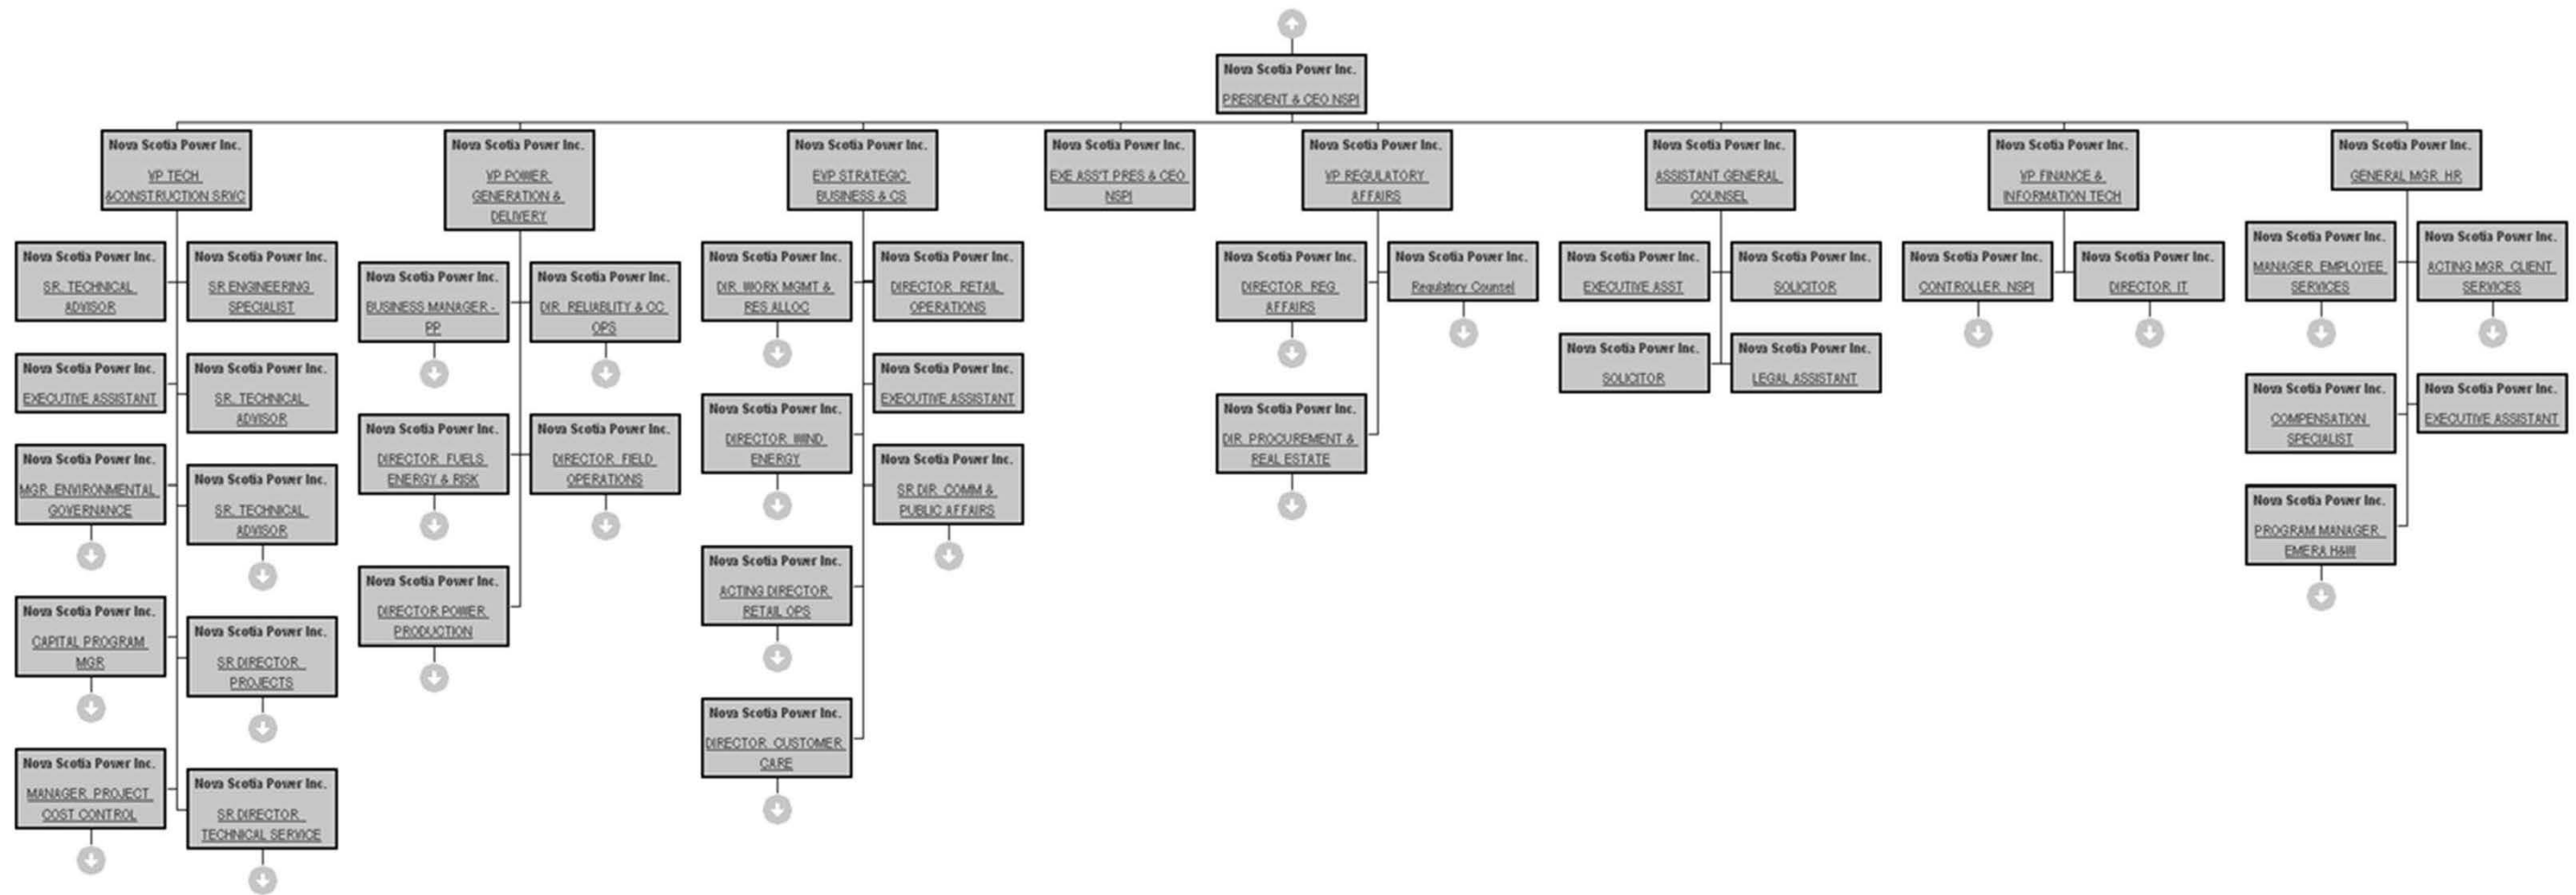 Nova Scotia Power Inc.
PRESIDENT & CEO NSPI
Nova Scotia Power Inc.
VP TECH
&CONSTRUCTION SRVC
Nova Scotia Power Inc.
SR. TECHNICAL
ADVISOR
Nova Scotia Power Inc.
SR ENGINEERING
SPECIALIST
Nova Scotia Power Inc.
EXECUTIVE ASSISTANT
Nova Scotia Power Inc.
SR. TECHNICAL
ADVISOR
Nova Scotia Power Inc.
MGR ENVIRONMENTAL
GOVERNANCE
Nova Scotia Power Inc.
SR. TECHNICAL
ADVISOR
Nova Scotia Power Inc.
CAPITAL PROGRAM
MGR
Nova Scotia Power Inc.
SR DIRECTOR
PROJECTS
Nova Scotia Power Inc.
MANAGER PROJECT
COST CONTROL
Nova Scotia Power Inc.
SR DIRECTOR
TECHNICAL SERVICE
Nova Scotia Power Inc.
VP POWER
GENERATION &
DELIVERY
Nova Scotia Power Inc.
BUSINESS MANAGER -
PP
Nova Scotia Power Inc.
DIR RELIABLITY & CC
OPS
Nova Scotia Power Inc.
DIRECTOR FUELS
ENERGY & RISK
Nova Scotia Power Inc.
DIRECTOR FIELD
OPERATIONS
Nova Scotia Power Inc.
DIRECTOR POWER
PRODUCTION
Nova Scotia Power Inc.
EVP STRATEGIC
BUSINESS & CS
Nova Scotia Power Inc.
DIR WORK MGMT &
RES ALLOC
Nova Scotia Power Inc.
DIRECTOR RETAIL
OPERATIONS
Nova Scotia Power Inc.
EXECUTIVE ASSISTANT
Nova Scotia Power Inc.
DIRECTOR WIND
ENERGY
Nova Scotia Power Inc.
SR DIR COMM &
PUBLIC AFFAIRS
Nova Scotia Power Inc.
ACTING DIRECTOR
RETAIL OPS
Nova Scotia Power Inc.
DIRECTOR CUSTOMER
CARE
Nova Scotia Power Inc.
EXE ASS'T PRES & CEO
NSPI
Nova Scotia Power Inc.
VP REGULATORY
AFFAIRS
Nova Scotia Power Inc.
DIRECTOR REG
AFFAIRS
Nova Scotia Power Inc.
Regulatory Counsel
Nova Scotia Power Inc.
DIR PROCUREMENT &
REAL ESTATE
Nova Scotia Power Inc.
ASSISTANT GENERAL
COUNSEL
Nova Scotia Power Inc.
EXECUTIVE ASST
Nova Scotia Power Inc.
SOLICITOR
Nova Scotia Power Inc.
SOLICITOR
Nova Scotia Power Inc.
LEGAL ASSISTANT
Nova Scotia Power Inc.
VP FINANCE &
INFORMATION TECH
Nova Scotia Power Inc.
CONTROLLER NSPI
Nova Scotia Power Inc.
DIRECTOR IT
Nova Scotia Power Inc.
GENERAL MGR HR
Nova Scotia Power Inc.
MANAGER EMPLOYEE
SERVICES
Nova Scotia Power Inc.
ACTING MGR CLIENT
SERVICES
Nova Scotia Power Inc.
COMPENSATION
SPECIALIST
Nova Scotia Power Inc.
EXECUTIVE ASSISTANT
Nova Scotia Power Inc.
PROGRAM MANAGER
EMERA H&W